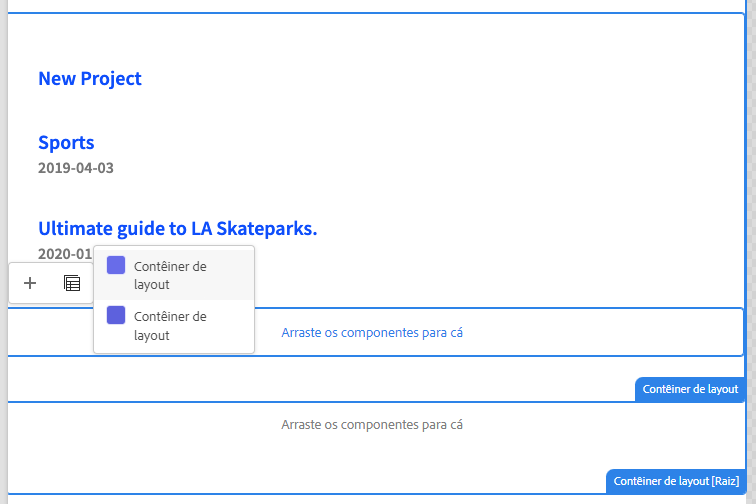 New Project
Sports
2019-04-03
Ultimate guide to LA Skateparks.
2020-01
Contêiner de
layout
Contêiner de
layout
Arraste os componentes para cá
Contêiner de layout
Arraste os componentes para cá
Contêiner de layout [Raiz]